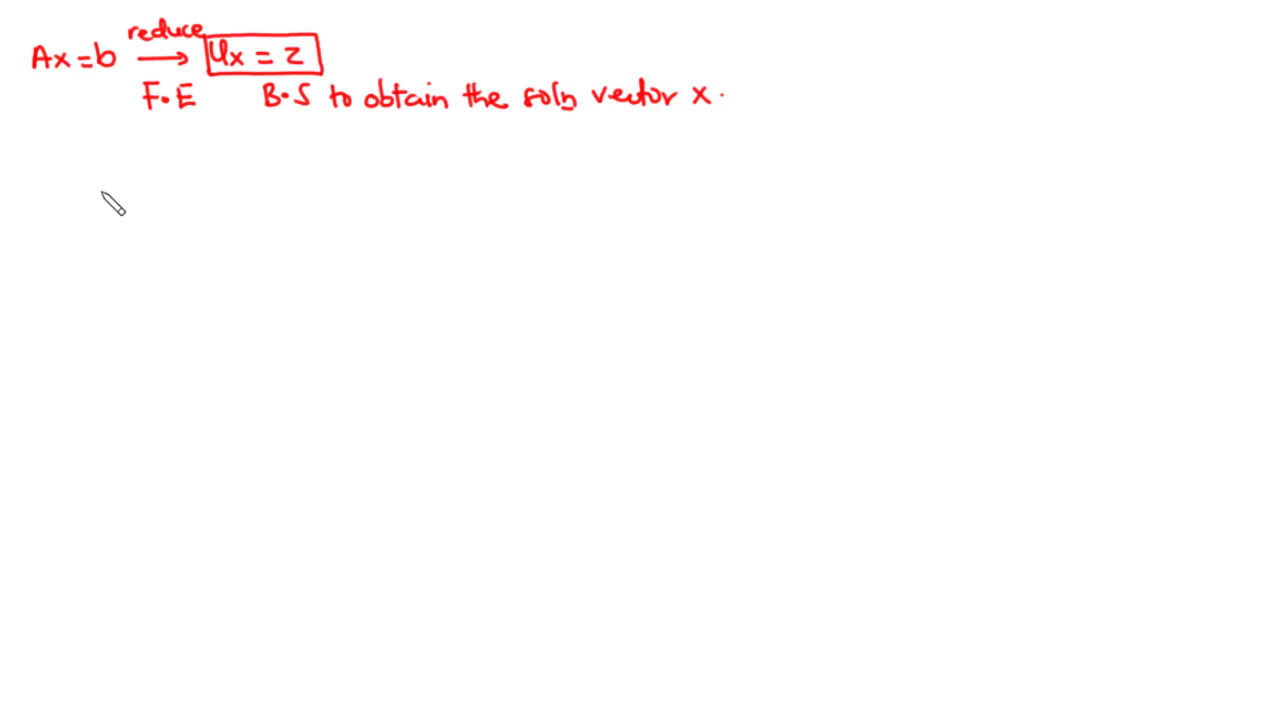 reduce
Ax = b → Ux = z
F.E B.S to obtain the soln vector x.